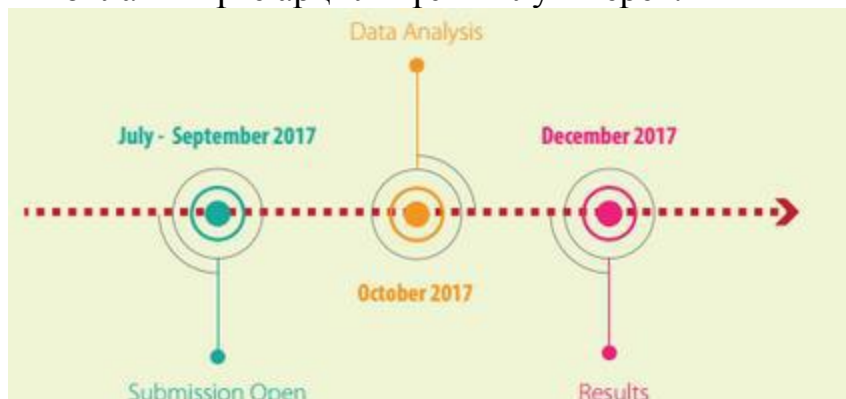 Data Analysis
July - September 2017
December 2017
October 2017
Submission Open
Results